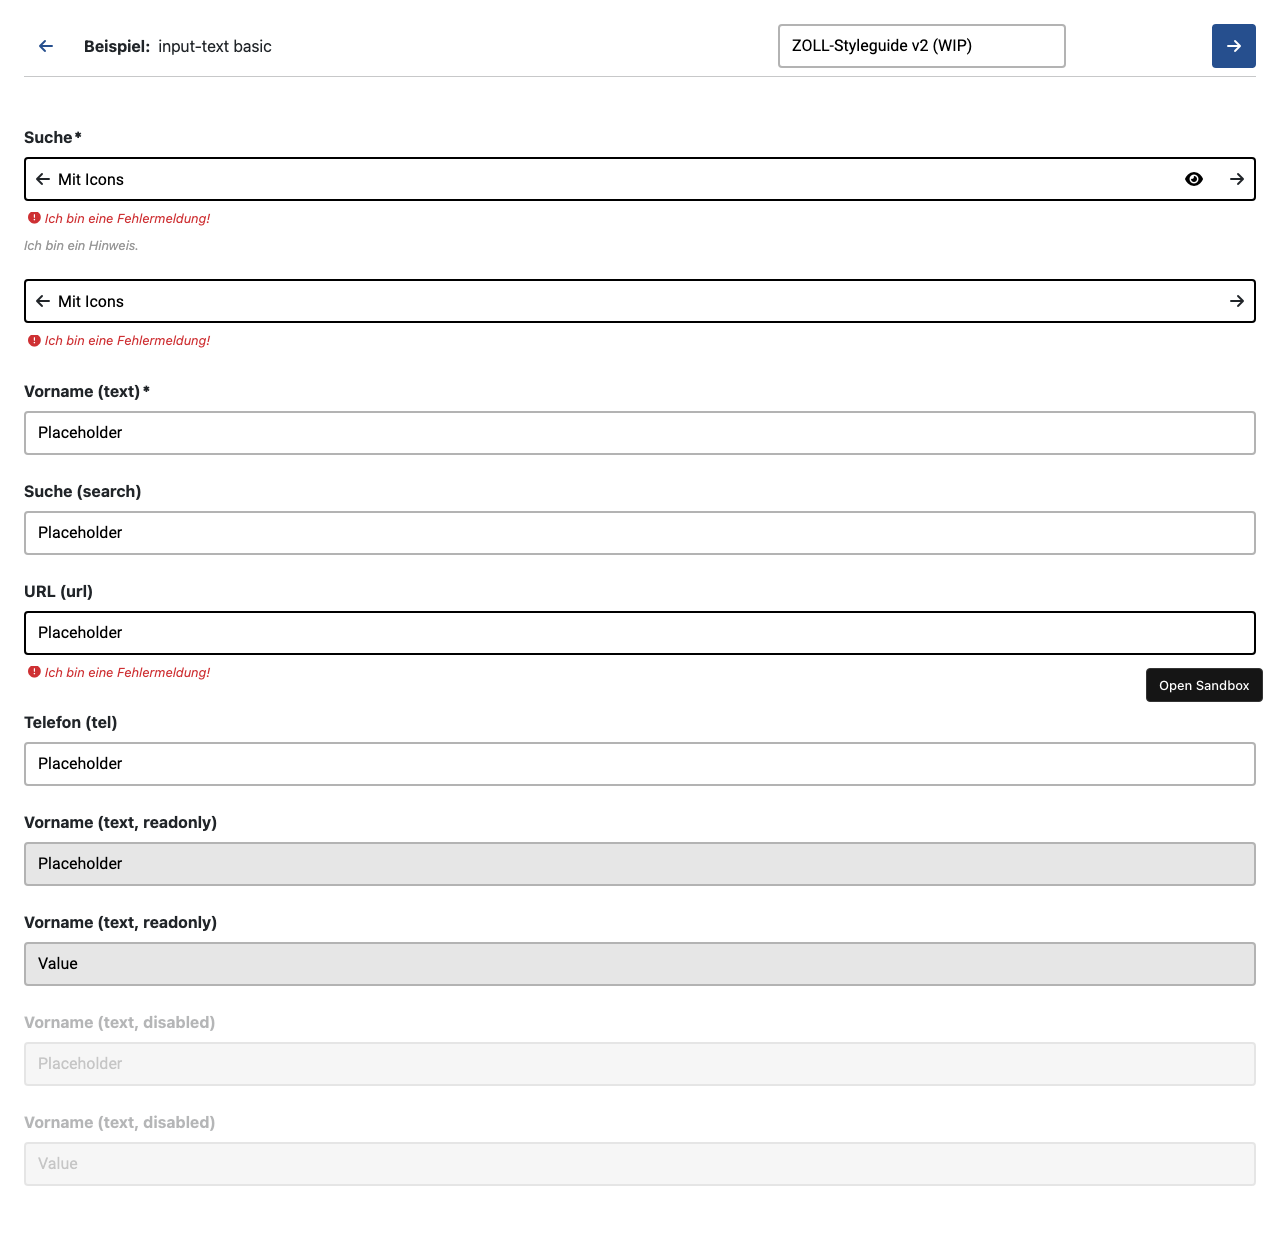 Beispiel: input-text basic
ZOLL-Styleguide v2 (WIP)
Suche*
Mit Icons
Ich bin eine Fehlermeldung!
Ich bin ein Hinweis.
Mit Icons
Ich bin eine Fehlermeldung!
Vorname (text)*
Placeholder
Suche (search)
Placeholder
URL (url)
Placeholder
Ich bin eine Fehlermeldung!
Open Sandbox
Telefon (tel)
Placeholder
Vorname (text, readonly)
Placeholder
Vorname (text, readonly)
Value
Vorname (text, disabled)
Placeholder
Vorname (text, disabled)
Value